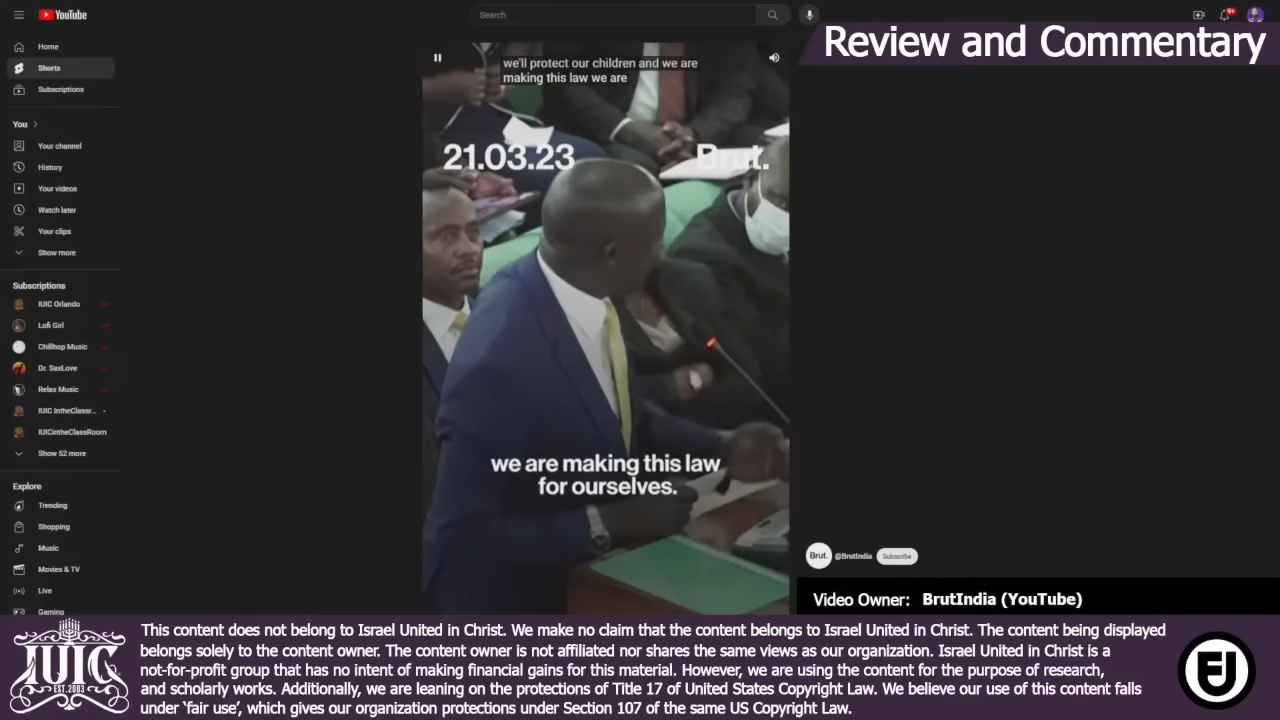 YouTube
Search
9+
Review and Commentary
Home
Shorts
Subscriptions
You
Your channel
History
Your videos
Watch later
Your clips
Show more
Subscriptions
IUIC Orlando
Lofi Girl
Chillhop Music
Dr. SaxLove
Relax Music
IUIC IntheClassr...
IUICintheClassRoom
Show 52 more
Explore
Trending
Shopping
Music
Movies & TV
Live
Gaming
we'll protect our children and we are
making this law we are
21.03.23
Brut.
we are making this law
for ourselves.
Brut.
@BrutIndia
Subscribe
Video Owner: BrutIndia (YouTube)
IUIC
EST. 2003
This content does not belong to Israel United in Christ. We make no claim that the content belongs to Israel United in Christ. The content being displayed
belongs solely to the content owner. The content owner is not affiliated nor shares the same views as our organization. Israel United in Christ is a
not-for-profit group that has no intent of making financial gains for this material. However, we are using the content for the purpose of research,
and scholarly works. Additionally, we are leaning on the protections of Title 17 of United States Copyright Law. We believe our use of this content falls
under 'fair use', which gives our organization protections under Section 107 of the same US Copyright Law.